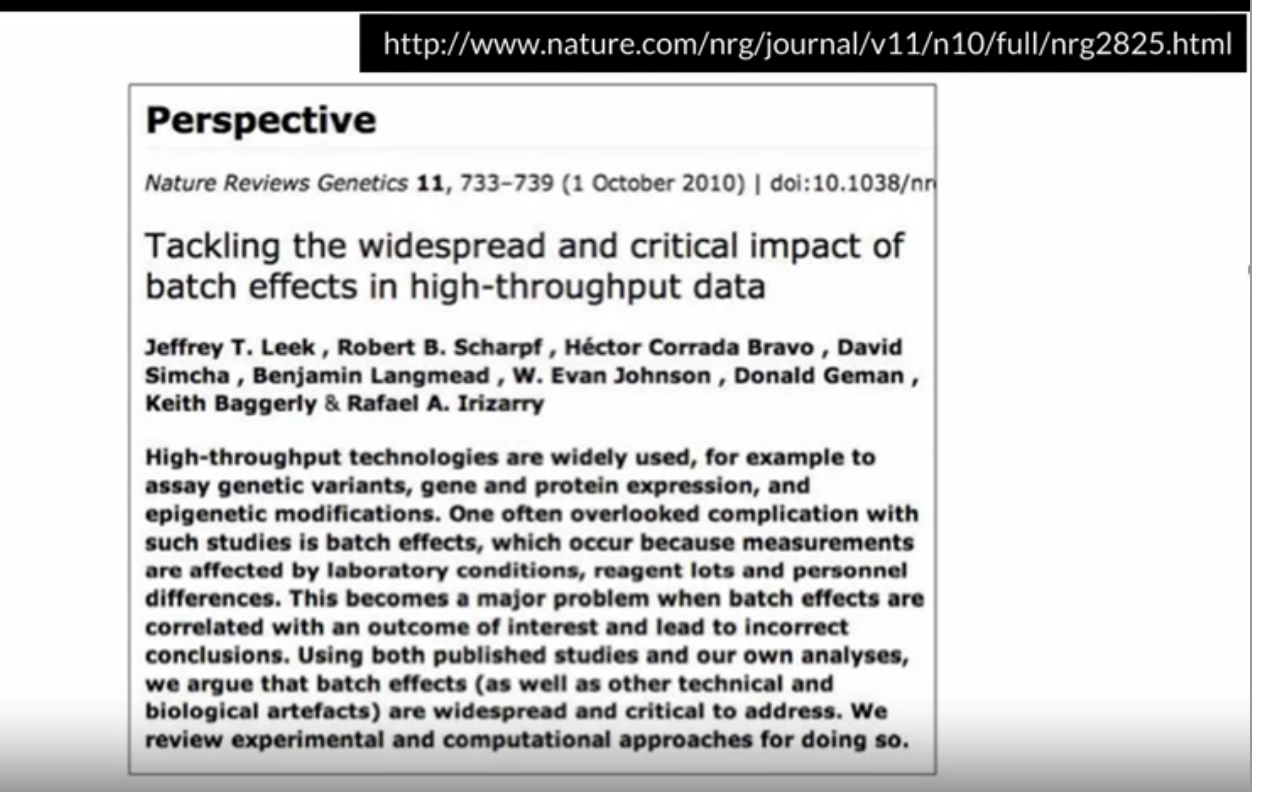 http://www.nature.com/nrg/journal/v11/n10/full/nrg2825.html
Perspective
Nature Reviews Genetics 11, 733–739 (1 October 2010) | doi:10.1038/nr
Tackling the widespread and critical impact of
batch effects in high-throughput data
Jeffrey T. Leek , Robert B. Scharpf , Héctor Corrada Bravo , David
Simcha , Benjamin Langmead , W. Evan Johnson , Donald Geman ,
Keith Baggerly & Rafael A. Irizarry
High-throughput technologies are widely used, for example to
assay genetic variants, gene and protein expression, and
epigenetic modifications. One often overlooked complication with
such studies is batch effects, which occur because measurements
are affected by laboratory conditions, reagent lots and personnel
differences. This becomes a major problem when batch effects are
correlated with an outcome of interest and lead to incorrect
conclusions. Using both published studies and our own analyses,
we argue that batch effects (as well as other technical and
biological artefacts) are widespread and critical to address. We
review experimental and computational approaches for doing so.